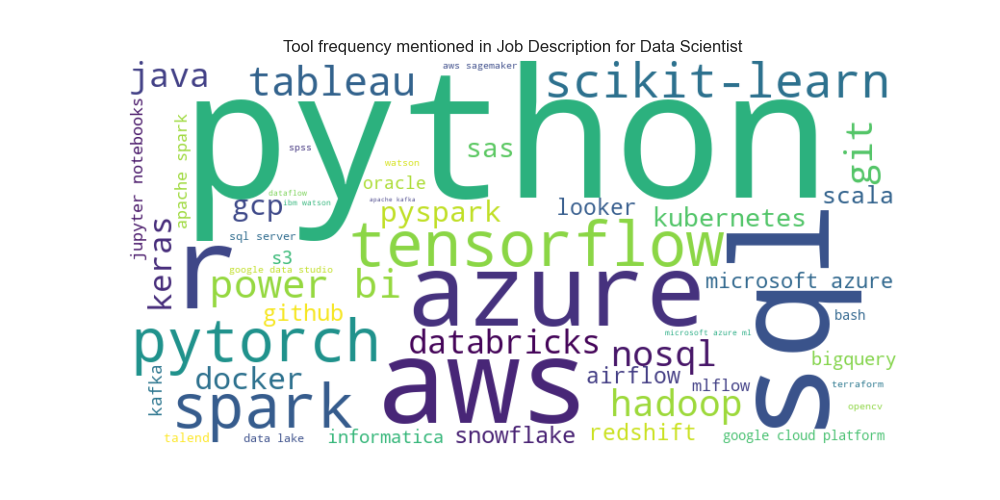 Tool frequency mentioned in Job Description for Data Scientist
java
tableau
aws sagemaker
scikit-learn
python
jupyter notebooks
apache spark
spss
sas
watson
git
oracle
dataflow
ibm watson
apache kafka
gcp
pyspark
looker
kubernetes
scala
sql server
keras
r
s3
tensorflow
sql
google data studio
power bi
azure
microsoft azure
github
bash
pytorch
databricks
microsoft azure ml
nosql
bigquery
kafka
docker
aws
airflow
mlflow
terraform
spark
hadoop
opencv
talend
data lake
informatica
snowflake
redshift
google cloud platform